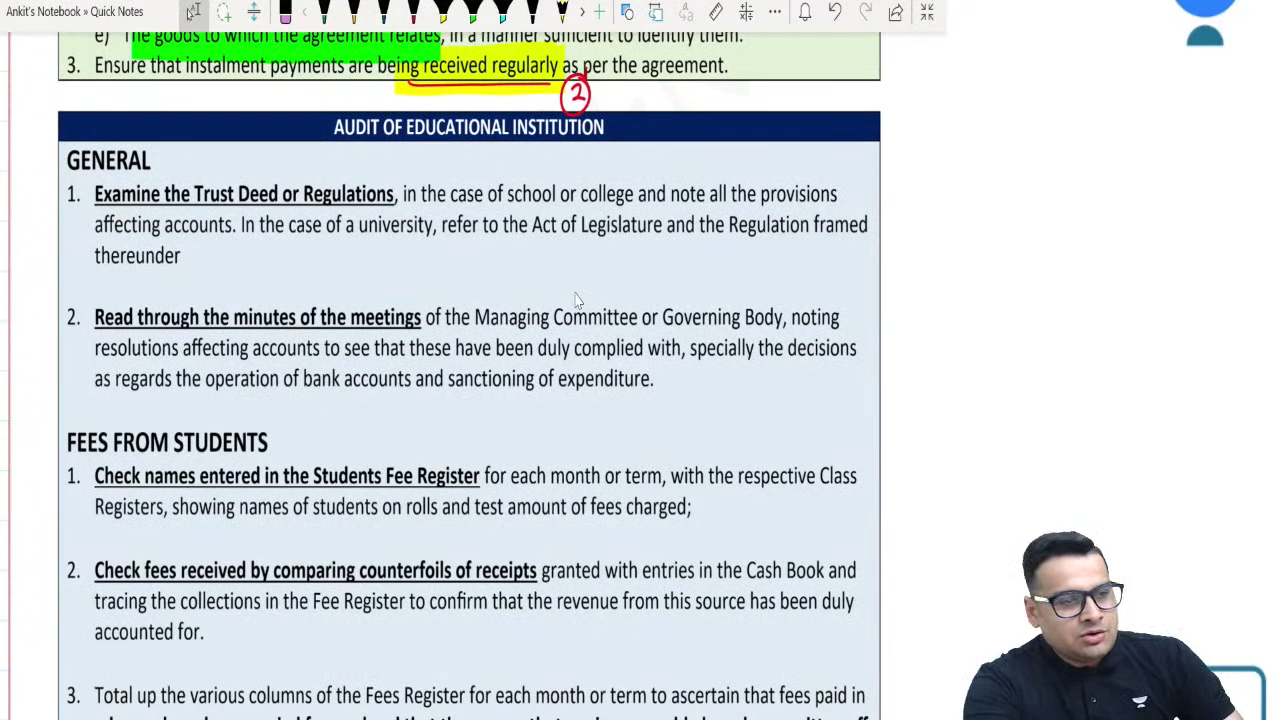 Ankit's Notebook » Quick Notes
e) The goods to which the agreement relates, in a manner sufficient to identify them.
3. Ensure that instalment payments are being received regularly as per the agreement.
2
AUDIT OF EDUCATIONAL INSTITUTION
GENERAL
1. Examine the Trust Deed or Regulations, in the case of school or college and note all the provisions
affecting accounts. In the case of a university, refer to the Act of Legislature and the Regulation framed
thereunder
2. Read through the minutes of the meetings of the Managing Committee or Governing Body, noting
resolutions affecting accounts to see that these have been duly complied with, specially the decisions
as regards the operation of bank accounts and sanctioning of expenditure.
FEES FROM STUDENTS
1. Check names entered in the Students Fee Register for each month or term, with the respective Class
Registers, showing names of students on rolls and test amount of fees charged;
2. Check fees received by comparing counterfoils of receipts granted with entries in the Cash Book and
tracing the collections in the Fee Register to confirm that the revenue from this source has been duly
accounted for.
3. Total up the various columns of the Fees Register for each month or term to ascertain that fees paid in